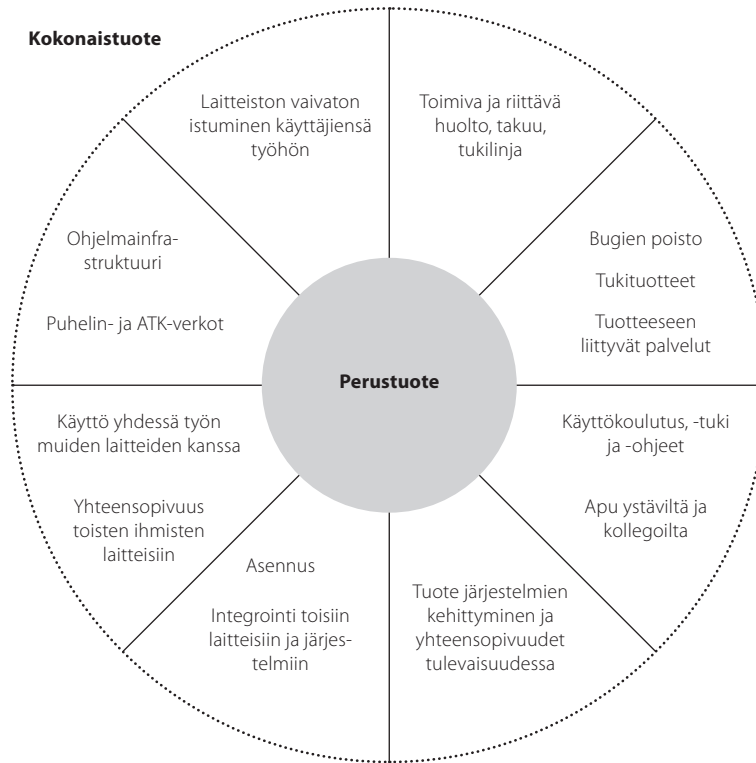 Kokonaistuote
Laitteiston vaivaton
istuminen käyttäjiensä
työhön
Toimiva ja riittävä
huolto, takuu,
tukilinja
Ohjelmainfra-
struktuuri
Puhelin- ja ATK-verkot
Bugien poisto
Tukituotteet
Tuotteeseen
liittyvät palvelut
Perustuote
Käyttö yhdessä työn
muiden laitteiden kanssa
Yhteensopivuus
toisten ihmisten
laitteisiin
Käyttökoulutus, -tuki
ja -ohjeet
Apu ystäviltä ja
kollegoilta
Asennus
Integrointi toisiin
laitteisiin ja järjes-
telmiin
Tuote järjestelmien
kehittyminen ja
yhteensopivuudet
tulevaisuudessa